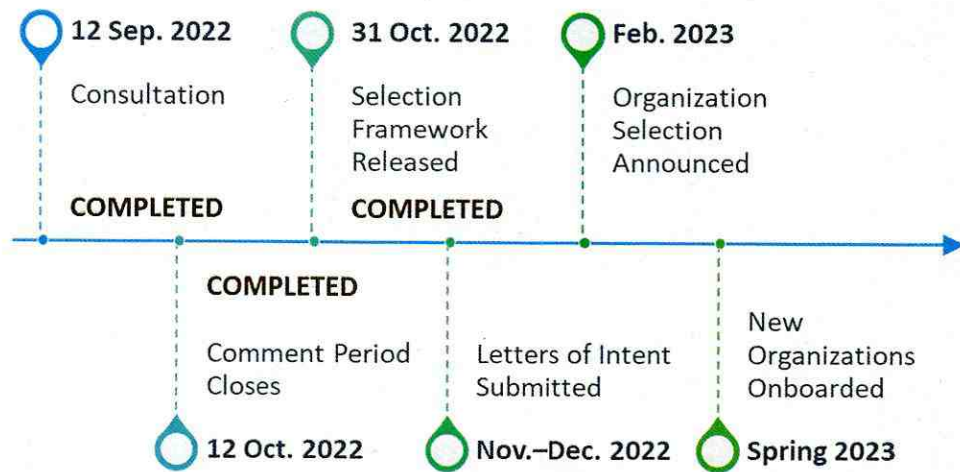 12 Sep. 2022
Consultation
COMPLETED
31 Oct. 2022
Selection
Framework
Released
COMPLETED
Feb. 2023
Organization
Selection
Announced
COMPLETED
Comment Period
Closes
12 Oct. 2022
Letters of Intent
Submitted
Nov.–Dec. 2022
New
Organizations
Onboarded
Spring 2023